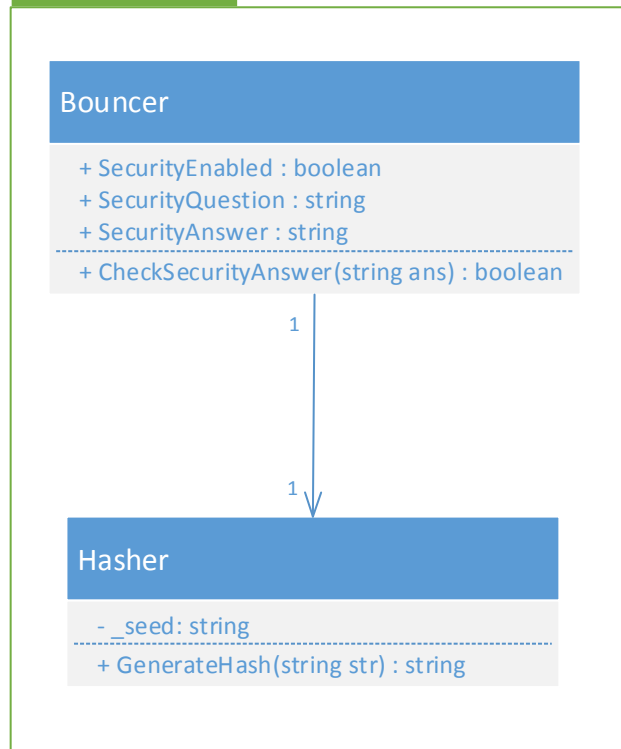 Bouncer
+ SecurityEnabled : boolean
+ SecurityQuestion : string
+ SecurityAnswer : string
+ CheckSecurityAnswer(string ans) : boolean
1
1
Hasher
- _seed: string
+ GenerateHash(string str) : string